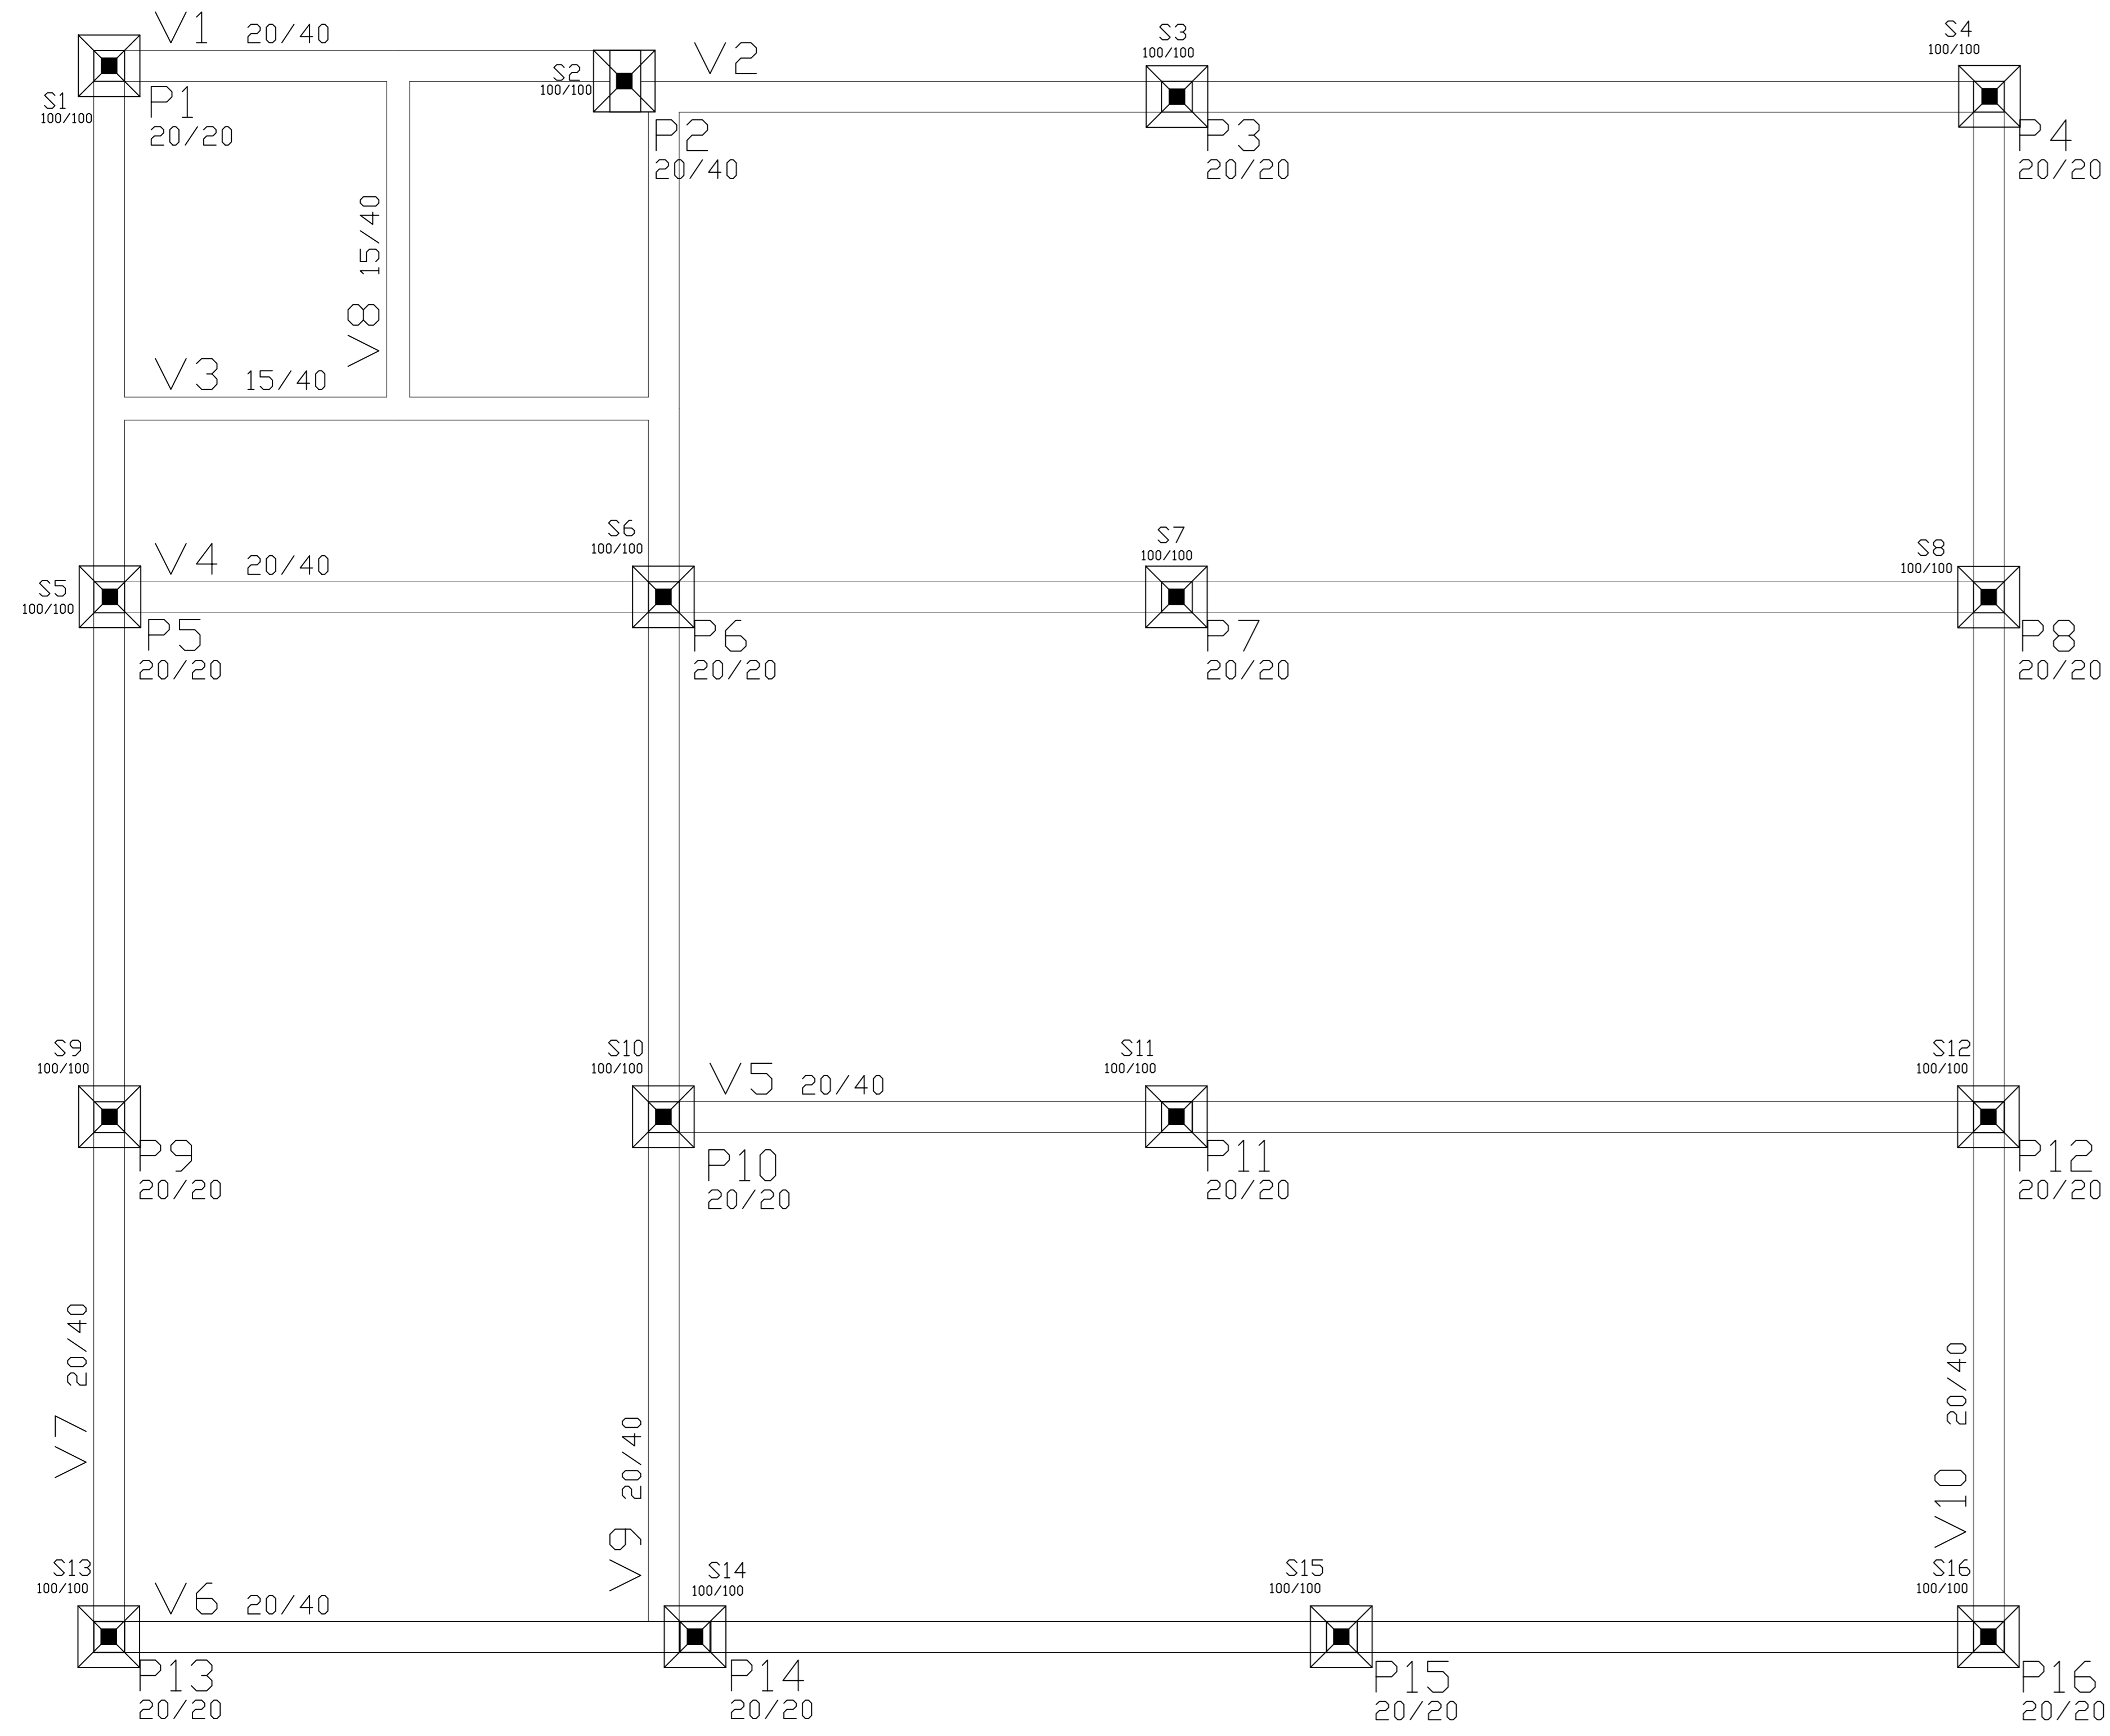 V1 20/40
V2
S3
100/100
S4
100/100
S2
100/100
S1
100/100
P1
20/20
P2
20/40
P3
20/20
P4
20/20
V8 15/40
V3 15/40
S6
100/100
S7
100/100
S8
100/100
V4 20/40
S5
100/100
P5
20/20
P6
20/20
P7
20/20
P8
20/20
S9
100/100
S10
100/100
V5 20/40
S11
100/100
S12
100/100
P9
20/20
P10
20/20
P11
20/20
P12
20/20
V7 20/40
V9 20/40
V10 20/40
S13
100/100
V6 20/40
S14
100/100
S15
100/100
S16
100/100
P13
20/20
P14
20/20
P15
20/20
P16
20/20